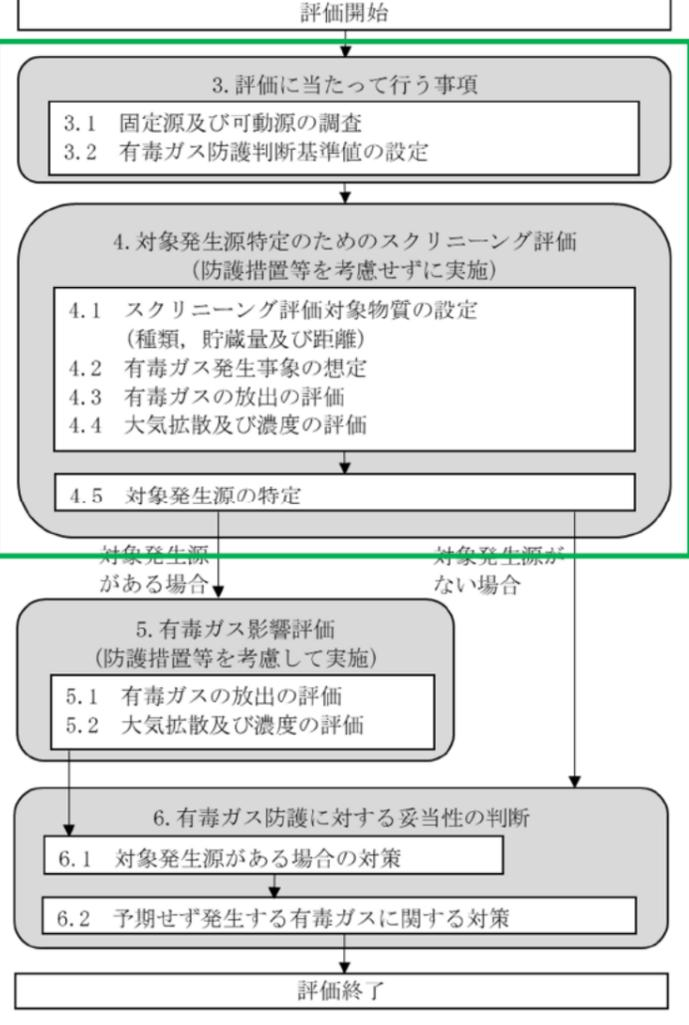 評価開始
3.評価に当たって行う事項
3.1 固定源及び可動源の調査
3.2 有毒ガス防護判断基準値の設定
4.対象発生源特定のためのスクリーニング評価
(防護措置等を考慮せずに実施)
4.1 スクリーニング評価対象物質の設定
(種類，貯蔵量及び距離)
4.2 有毒ガス発生事象の想定
4.3 有毒ガスの放出の評価
4.4 大気拡散及び濃度の評価
4.5 対象発生源の特定
対象発生源
がある場合
対象発生源が
ない場合
5.有毒ガス影響評価
(防護措置等を考慮して実施)
5.1 有毒ガスの放出の評価
5.2 大気拡散及び濃度の評価
6.有毒ガス防護に対する妥当性の判断
6.1 対象発生源がある場合の対策
6.2 予期せず発生する有毒ガスに関する対策
評価終了